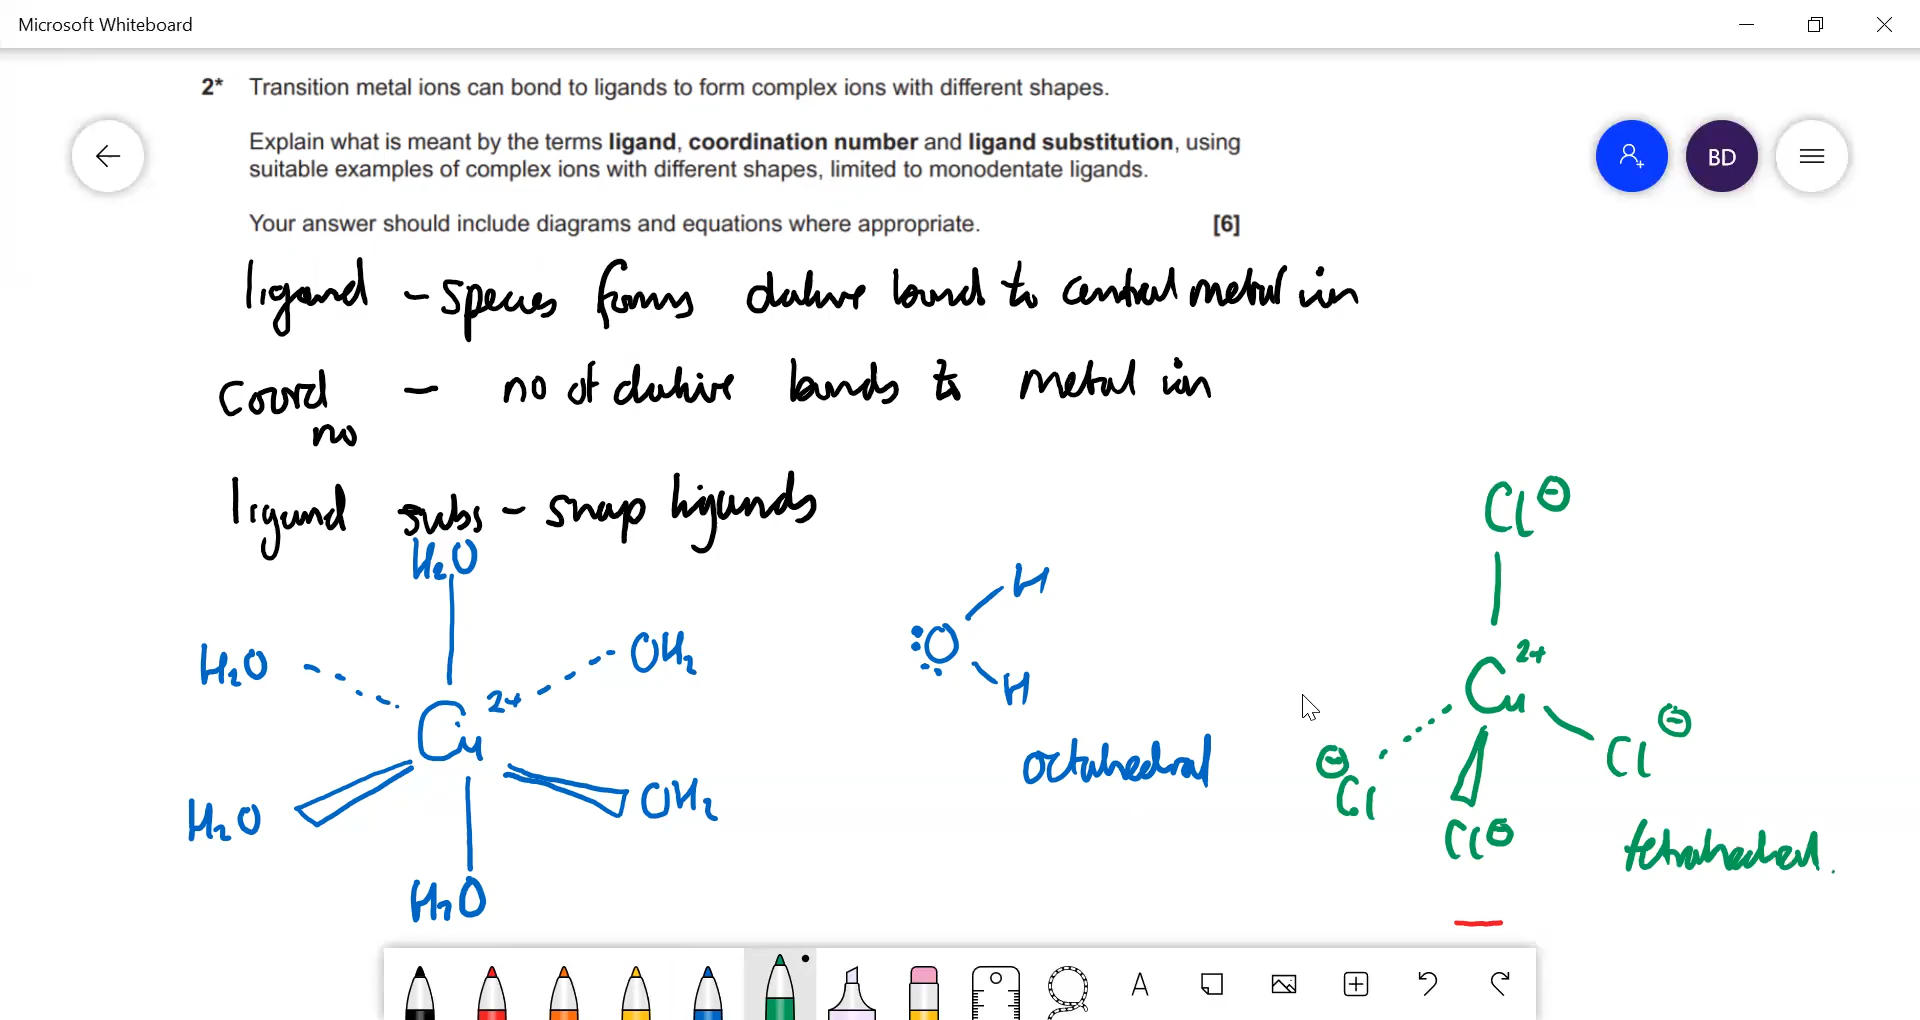 Microsoft Whiteboard
2* Transition metal ions can bond to ligands to form complex ions with different shapes.
Explain what is meant by the terms ligand, coordination number and ligand substitution, using
suitable examples of complex ions with different shapes, limited to monodentate ligands.
Your answer should include diagrams and equations where appropriate. [6]
BD
ligand - species forms dative bond to central metal ion
coord - no of dative bonds to metal ion
no
ligand subs - swap ligands
H2O
H2O
OH2
Cu 2+
H2O
OH2
H2O
:O
H
H
octahedral
Cl⊖
Cu 2+
⊖
Cl
Cl ⊖
Cl⊖
tetrahedral.
A